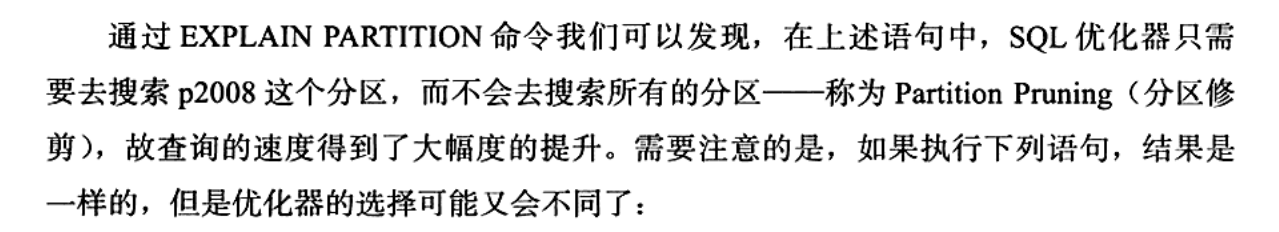 通过 EXPLAIN PARTITION 命令我们可以发现，在上述语句中，SQL 优化器只需
要去搜索 p2008 这个分区，而不会去搜索所有的分区——称为 Partition Pruning（分区修
剪），故查询的速度得到了大幅度的提升。需要注意的是，如果执行下列语句，结果是
一样的，但是优化器的选择可能又会不同了：